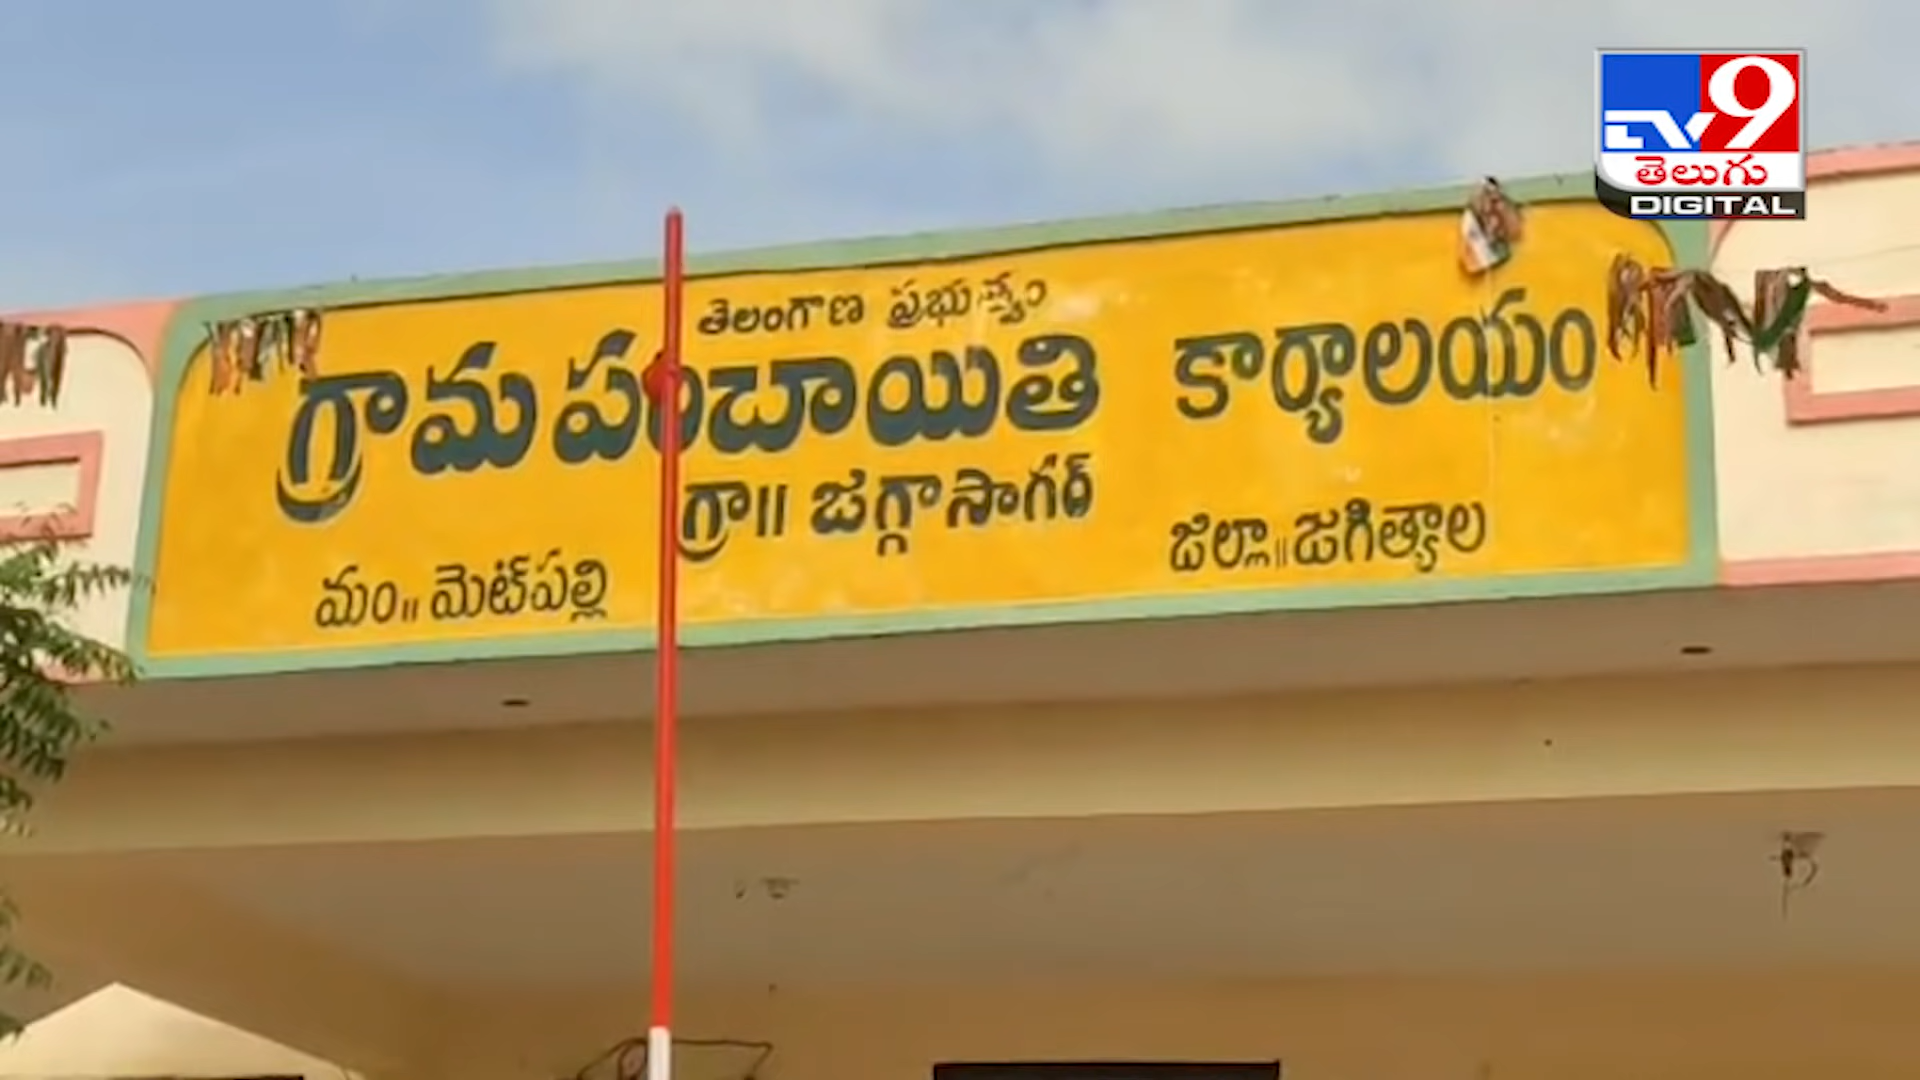 TV9
తెలుగు
DIGITAL
తెలంగాణ ప్రభుత్వం
గ్రామ పంచాయితి కార్యాలయం
గ్రా॥ జగ్గాసాగర్
మం॥ మెట్‌పల్లి జిల్లా॥ జగిత్యాల